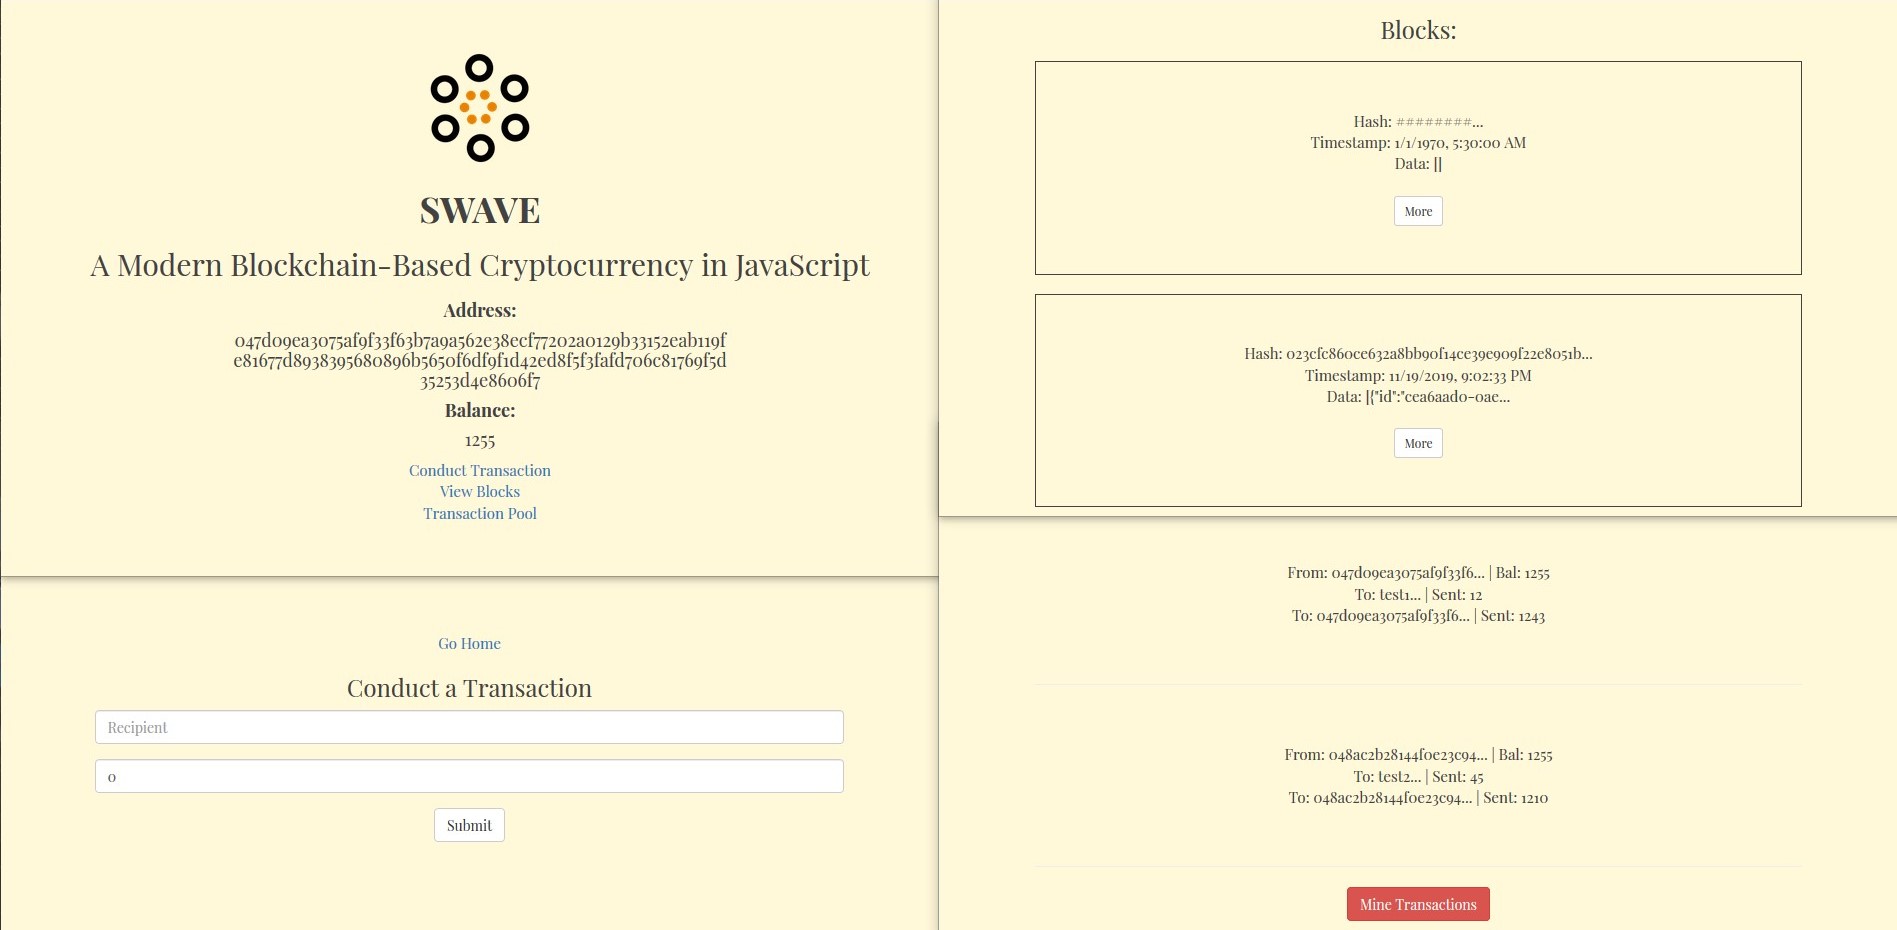 SWAVE
A Modern Blockchain-Based Cryptocurrency in JavaScript
Address:
047d09ea3075af9f33f63b7a9a562e38ecf77202a0129b33152eab119f
e81677d8938395680896b5650f6df9f1d42ed8f5f3fafd706c81769f5d
35253d4e8606f7
Balance:
1255
Conduct Transaction
View Blocks
Transaction Pool
Go Home
Conduct a Transaction
Recipient
0
Submit
Blocks:
Hash: ########...
Timestamp: 1/1/1970, 5:30:00 AM
Data: []
More
Hash: 023cfc860ce632a8bb90f14ce39e909f22e8051b...
Timestamp: 11/19/2019, 9:02:33 PM
Data: [{"id":"cea6aad0-0ae...
More
From: 047d09ea3075af9f33f6... | Bal: 1255
To: test1... | Sent: 12
To: 047d09ea3075af9f33f6... | Sent: 1243
From: 048ac2b28144f0e23c94... | Bal: 1255
To: test2... | Sent: 45
To: 048ac2b28144f0e23c94... | Sent: 1210
Mine Transactions